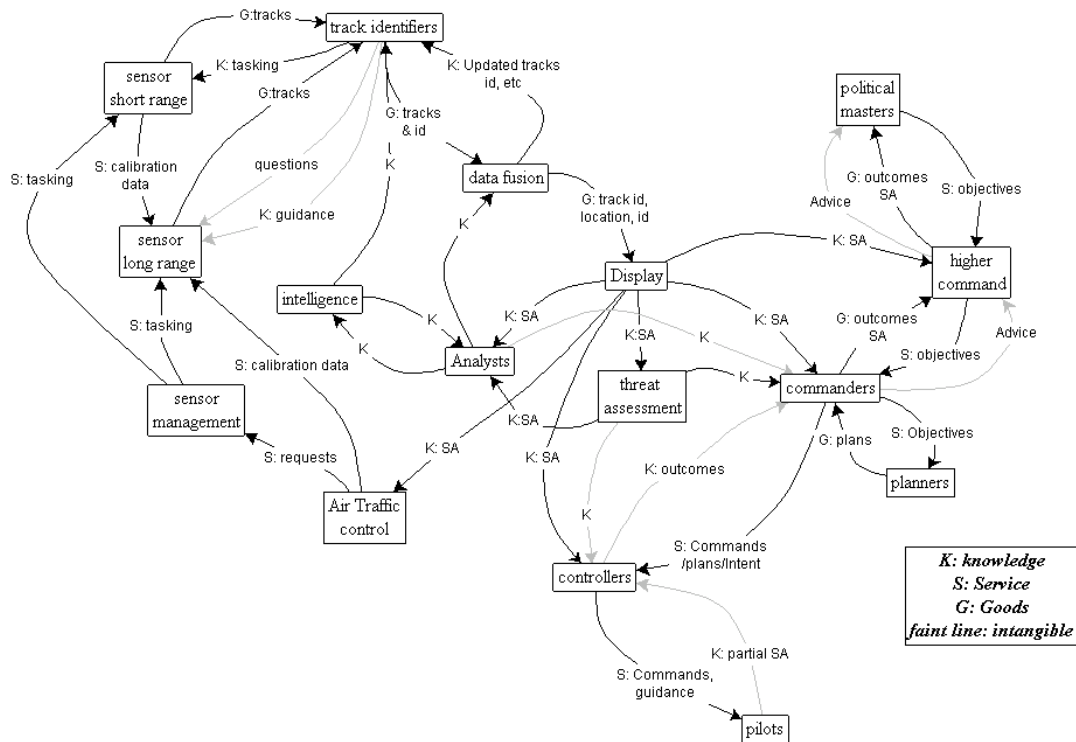 G:tracks
track identifiers
K: tasking
K: Updated tracks
id, etc
sensor
short range
G:tracks
G: tracks
& id
political
masters
K
questions
S: calibration
data
S: tasking
data fusion
G: outcomes
SA
S: objectives
Advice
K: guidance
K
G: track id,
location, id
sensor
long range
K: SA
higher
command
Display
intelligence
K
K: SA
K:SA
K: SA
G: outcomes
SA
Advice
S: tasking
K
K
S: objectives
Analysts
S: calibration data
threat
assessment
K
commanders
sensor
management
K:SA
G: plans
S: Objectives
K: SA
K: SA
S: requests
K: outcomes
planners
Air Traffic
control
K
S: Commands
/plans/Intent
controllers
K: knowledge
S: Service
G: Goods
faint line: intangible
K: partial SA
S: Commands,
guidance
pilots